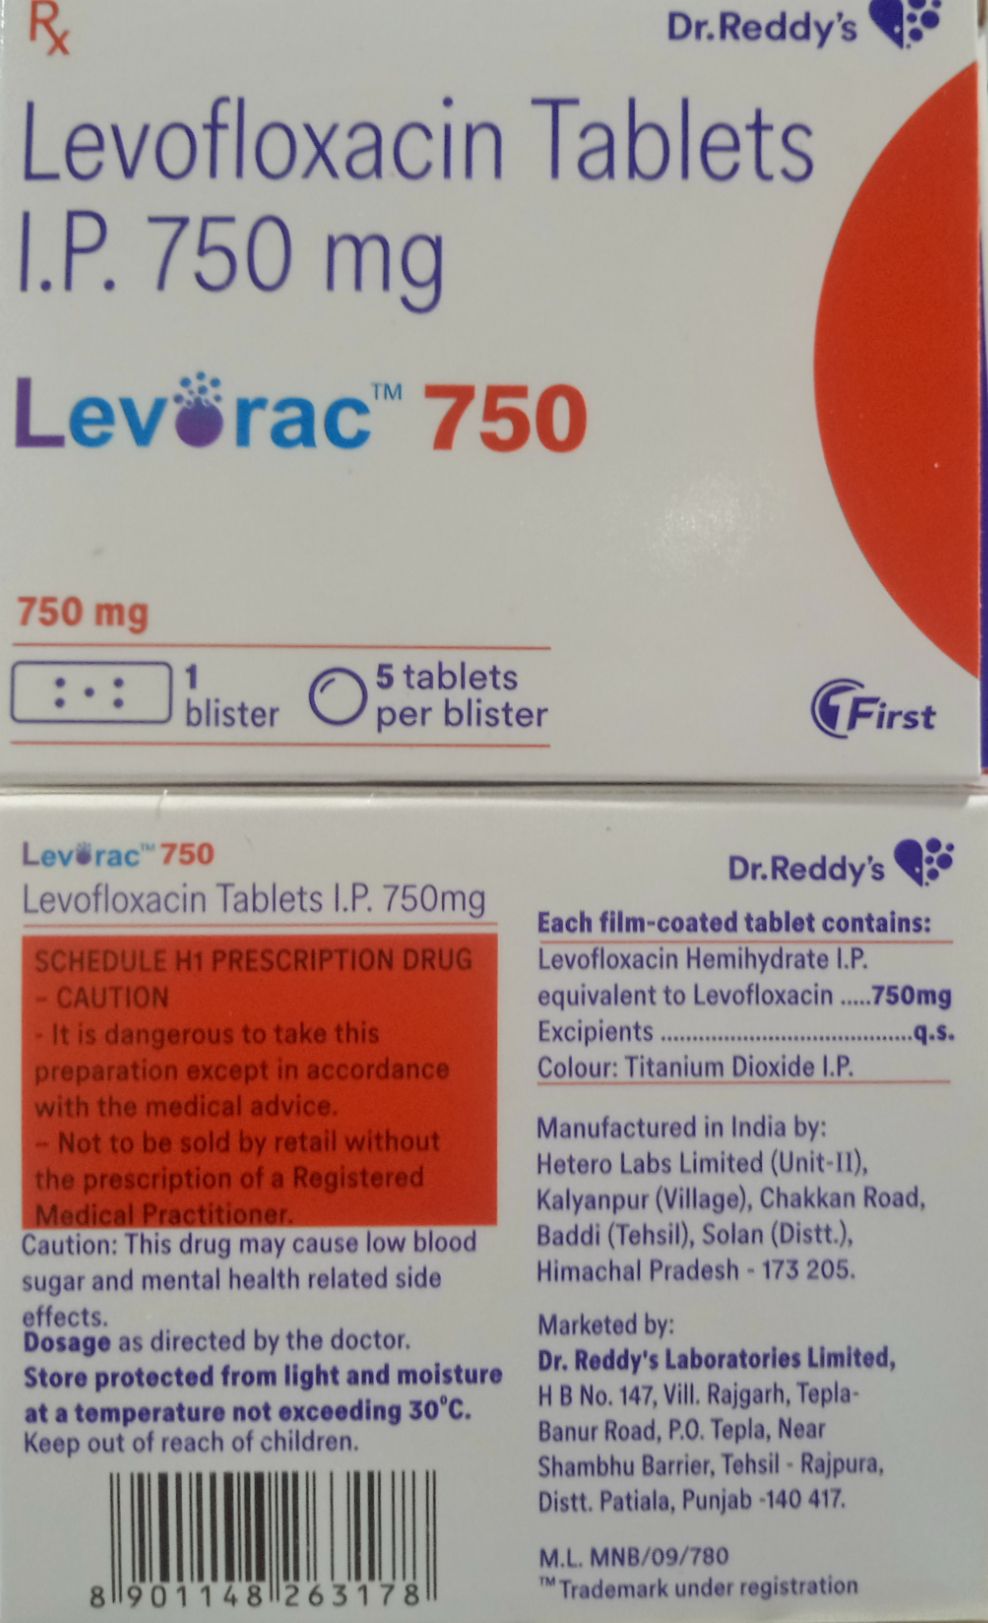 Rx
Dr.Reddy's
Levofloxacin Tablets
I.P. 750 mg
Levorac™ 750
750 mg
1
blister
5 tablets
per blister
First
Levorac™ 750
Levofloxacin Tablets I.P. 750mg
SCHEDULE H1 PRESCRIPTION DRUG
– CAUTION
- It is dangerous to take this
preparation except in accordance
with the medical advice.
– Not to be sold by retail without
the prescription of a Registered
Medical Practitioner.
Caution: This drug may cause low blood
sugar and mental health related side
effects.
Dosage as directed by the doctor.
Store protected from light and moisture
at a temperature not exceeding 30°C.
Keep out of reach of children.
8 901148 263178
Dr.Reddy's
Each film-coated tablet contains:
Levofloxacin Hemihydrate I.P.
equivalent to Levofloxacin .....750mg
Excipients ......................................q.s.
Colour: Titanium Dioxide I.P.
Manufactured in India by:
Hetero Labs Limited (Unit-II),
Kalyanpur (Village), Chakkan Road,
Baddi (Tehsil), Solan (Distt.),
Himachal Pradesh - 173 205.
Marketed by:
Dr. Reddy's Laboratories Limited,
H B No. 147, Vill. Rajgarh, Tepla-
Banur Road, P.O. Tepla, Near
Shambhu Barrier, Tehsil - Rajpura,
Distt. Patiala, Punjab -140 417.
M.L. MNB/09/780
™Trademark under registration